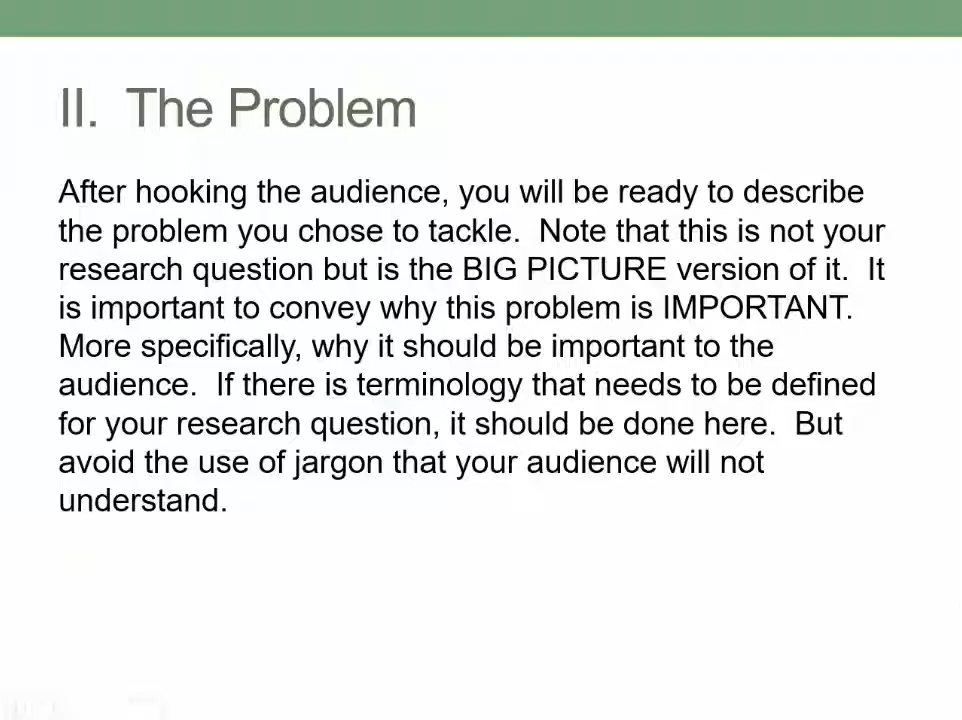 II.  The Problem
After hooking the audience, you will be ready to describe
the problem you chose to tackle.  Note that this is not your
research question but is the BIG PICTURE version of it.  It
is important to convey why this problem is IMPORTANT.
More specifically, why it should be important to the
audience.  If there is terminology that needs to be defined
for your research question, it should be done here.  But
avoid the use of jargon that your audience will not
understand.